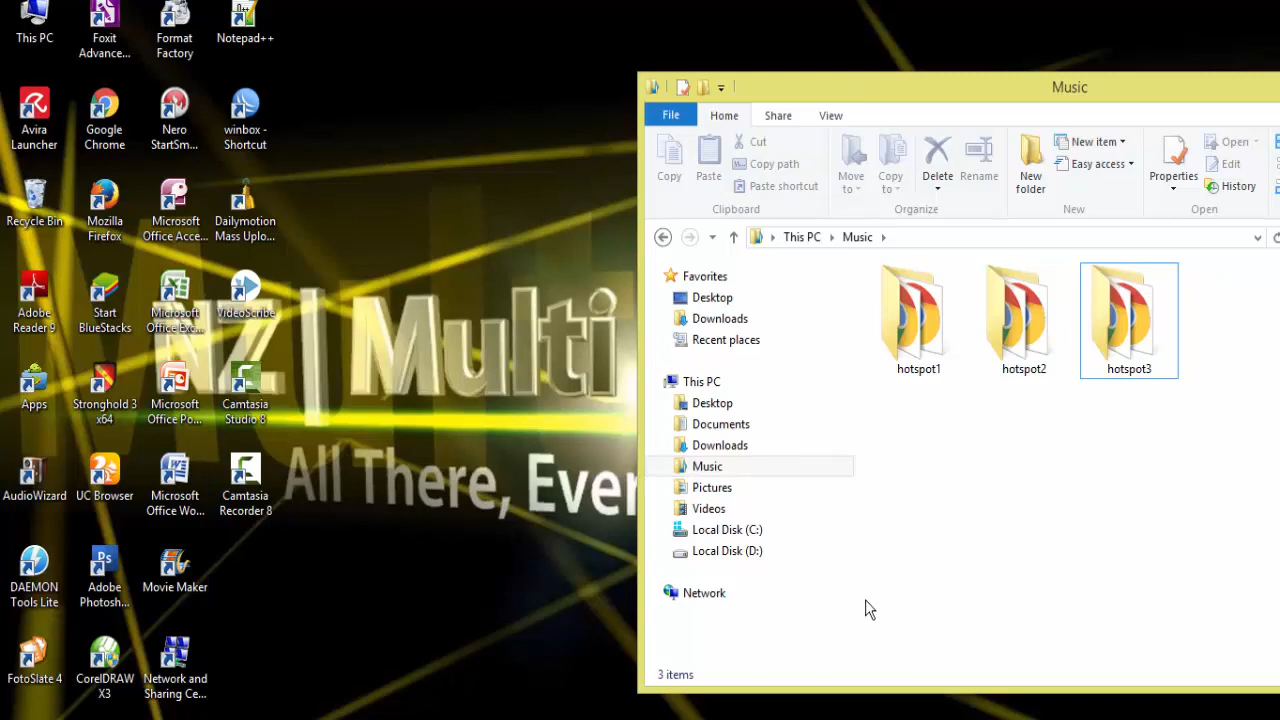 This PC
Foxit
Advance...
Format
Factory
Notepad++
Avira
Launcher
Google
Chrome
Nero
StartSm...
winbox -
Shortcut
Recycle Bin
Mozilla
Firefox
Microsoft
Office Acce...
Dailymotion
Mass Uplo...
Adobe
Reader 9
Start
BlueStacks
Microsoft
Office Exc...
VideoScribe
Apps
Stronghold 3
x64
Microsoft
Office Po...
Camtasia
Studio 8
AudioWizard
UC Browser
Microsoft
Office Wo...
Camtasia
Recorder 8
DAEMON
Tools Lite
Adobe
Photosh...
Movie Maker
FotoSlate 4
CorelDRAW
X3
Network and
Sharing Ce...
NZ | Multi
All There, Ever
Music
File
Home
Share
View
Copy
Paste
Cut
Copy path
Paste shortcut
Move
to
Copy
to
Delete
Rename
New
folder
New item
Easy access
Properties
Open
Edit
History
Clipboard
Organize
New
Open
This PC
Music
Favorites
Desktop
Downloads
Recent places
This PC
Desktop
Documents
Downloads
Music
Pictures
Videos
Local Disk (C:)
Local Disk (D:)
Network
hotspot1
hotspot2
hotspot3
3 items